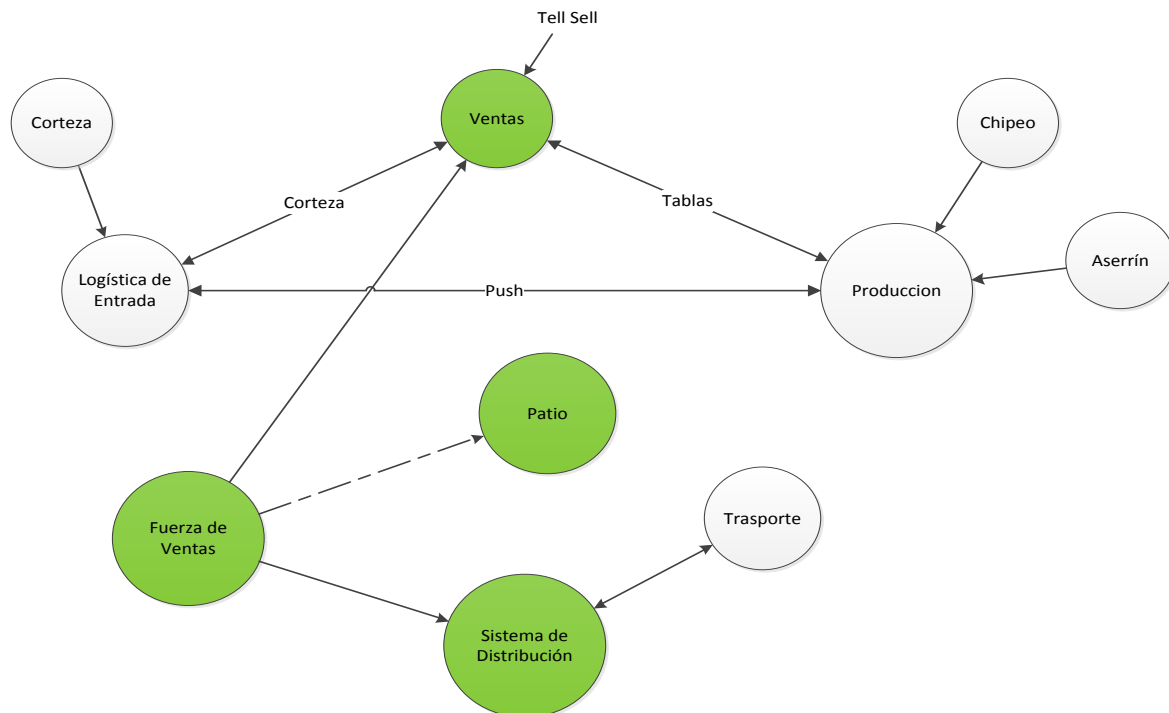 Tell Sell
Ventas
Corteza
Chipeo
Corteza
Tablas
Logística de
Entrada
Push
Produccion
Aserrín
Patio
Fuerza de
Ventas
Trasporte
Sistema de
Distribución